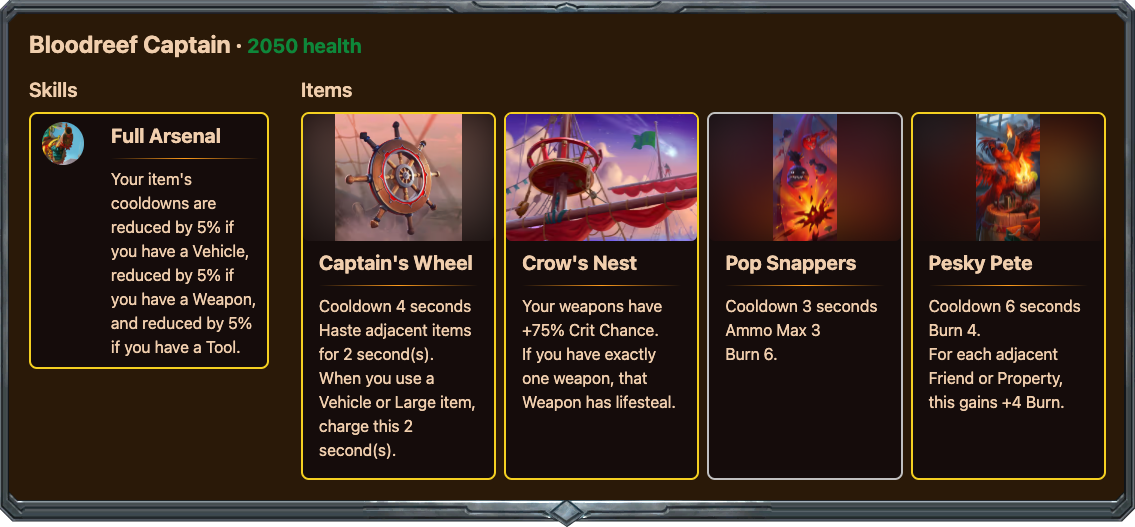 Bloodreef Captain · 2050 health
Skills
Full Arsenal
Your item's
cooldowns are
reduced by 5% if
you have a Vehicle,
reduced by 5% if
you have a Weapon,
and reduced by 5%
if you have a Tool.
Items
Captain's Wheel
Cooldown 4 seconds
Haste adjacent items
for 2 second(s).
When you use a
Vehicle or Large item,
charge this 2
second(s).
Crow's Nest
Your weapons have
+75% Crit Chance.
If you have exactly
one weapon, that
Weapon has lifesteal.
Pop Snappers
Cooldown 3 seconds
Ammo Max 3
Burn 6.
Pesky Pete
Cooldown 6 seconds
Burn 4.
For each adjacent
Friend or Property,
this gains +4 Burn.